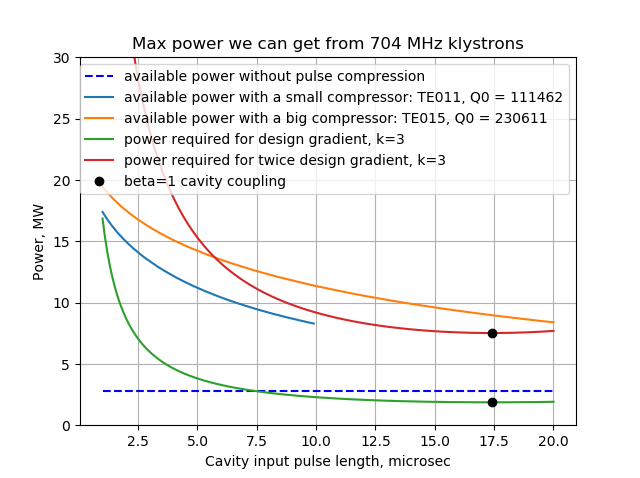 Max power we can get from 704 MHz klystrons
30
25
20
15
10
5
0
Power, MW
available power without pulse compression
available power with a small compressor: TE011, Q0 = 111462
available power with a big compressor: TE015, Q0 = 230611
power required for design gradient, k=3
power required for twice design gradient, k=3
beta=1 cavity coupling
2.5 5.0 7.5 10.0 12.5 15.0 17.5 20.0
Cavity input pulse length, microsec